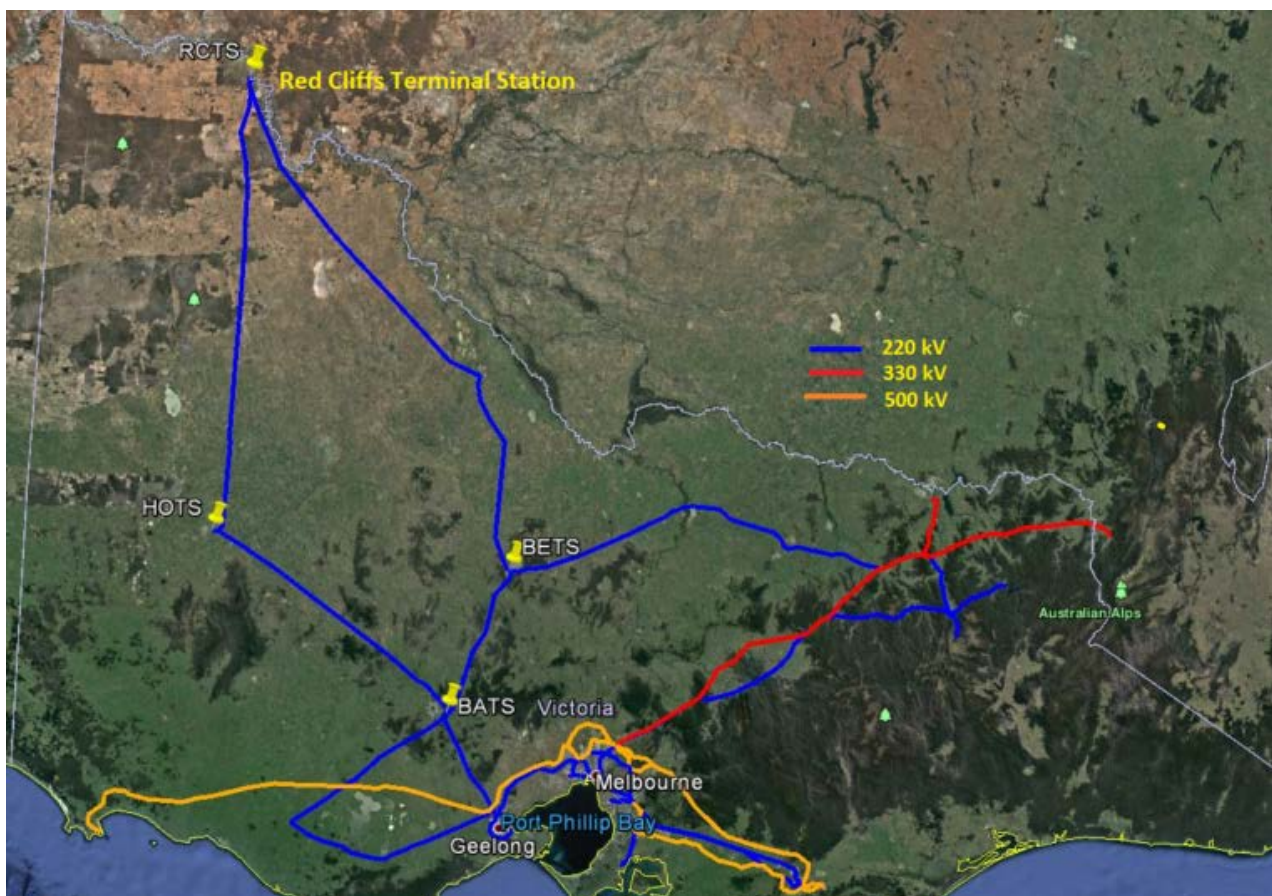 RCTS
Red Cliffs Terminal Station
220 kV
330 kV
500 kV
HOTS
BETS
Australian Alps
BATS
Victoria
Melbourne
Port Phillip Bay
Geelong